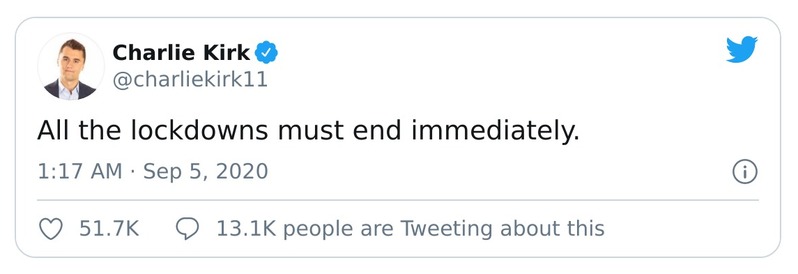 Charlie Kirk
@charliekirk11
All the lockdowns must end immediately.
1:17 AM · Sep 5, 2020
51.7K 13.1K people are Tweeting about this